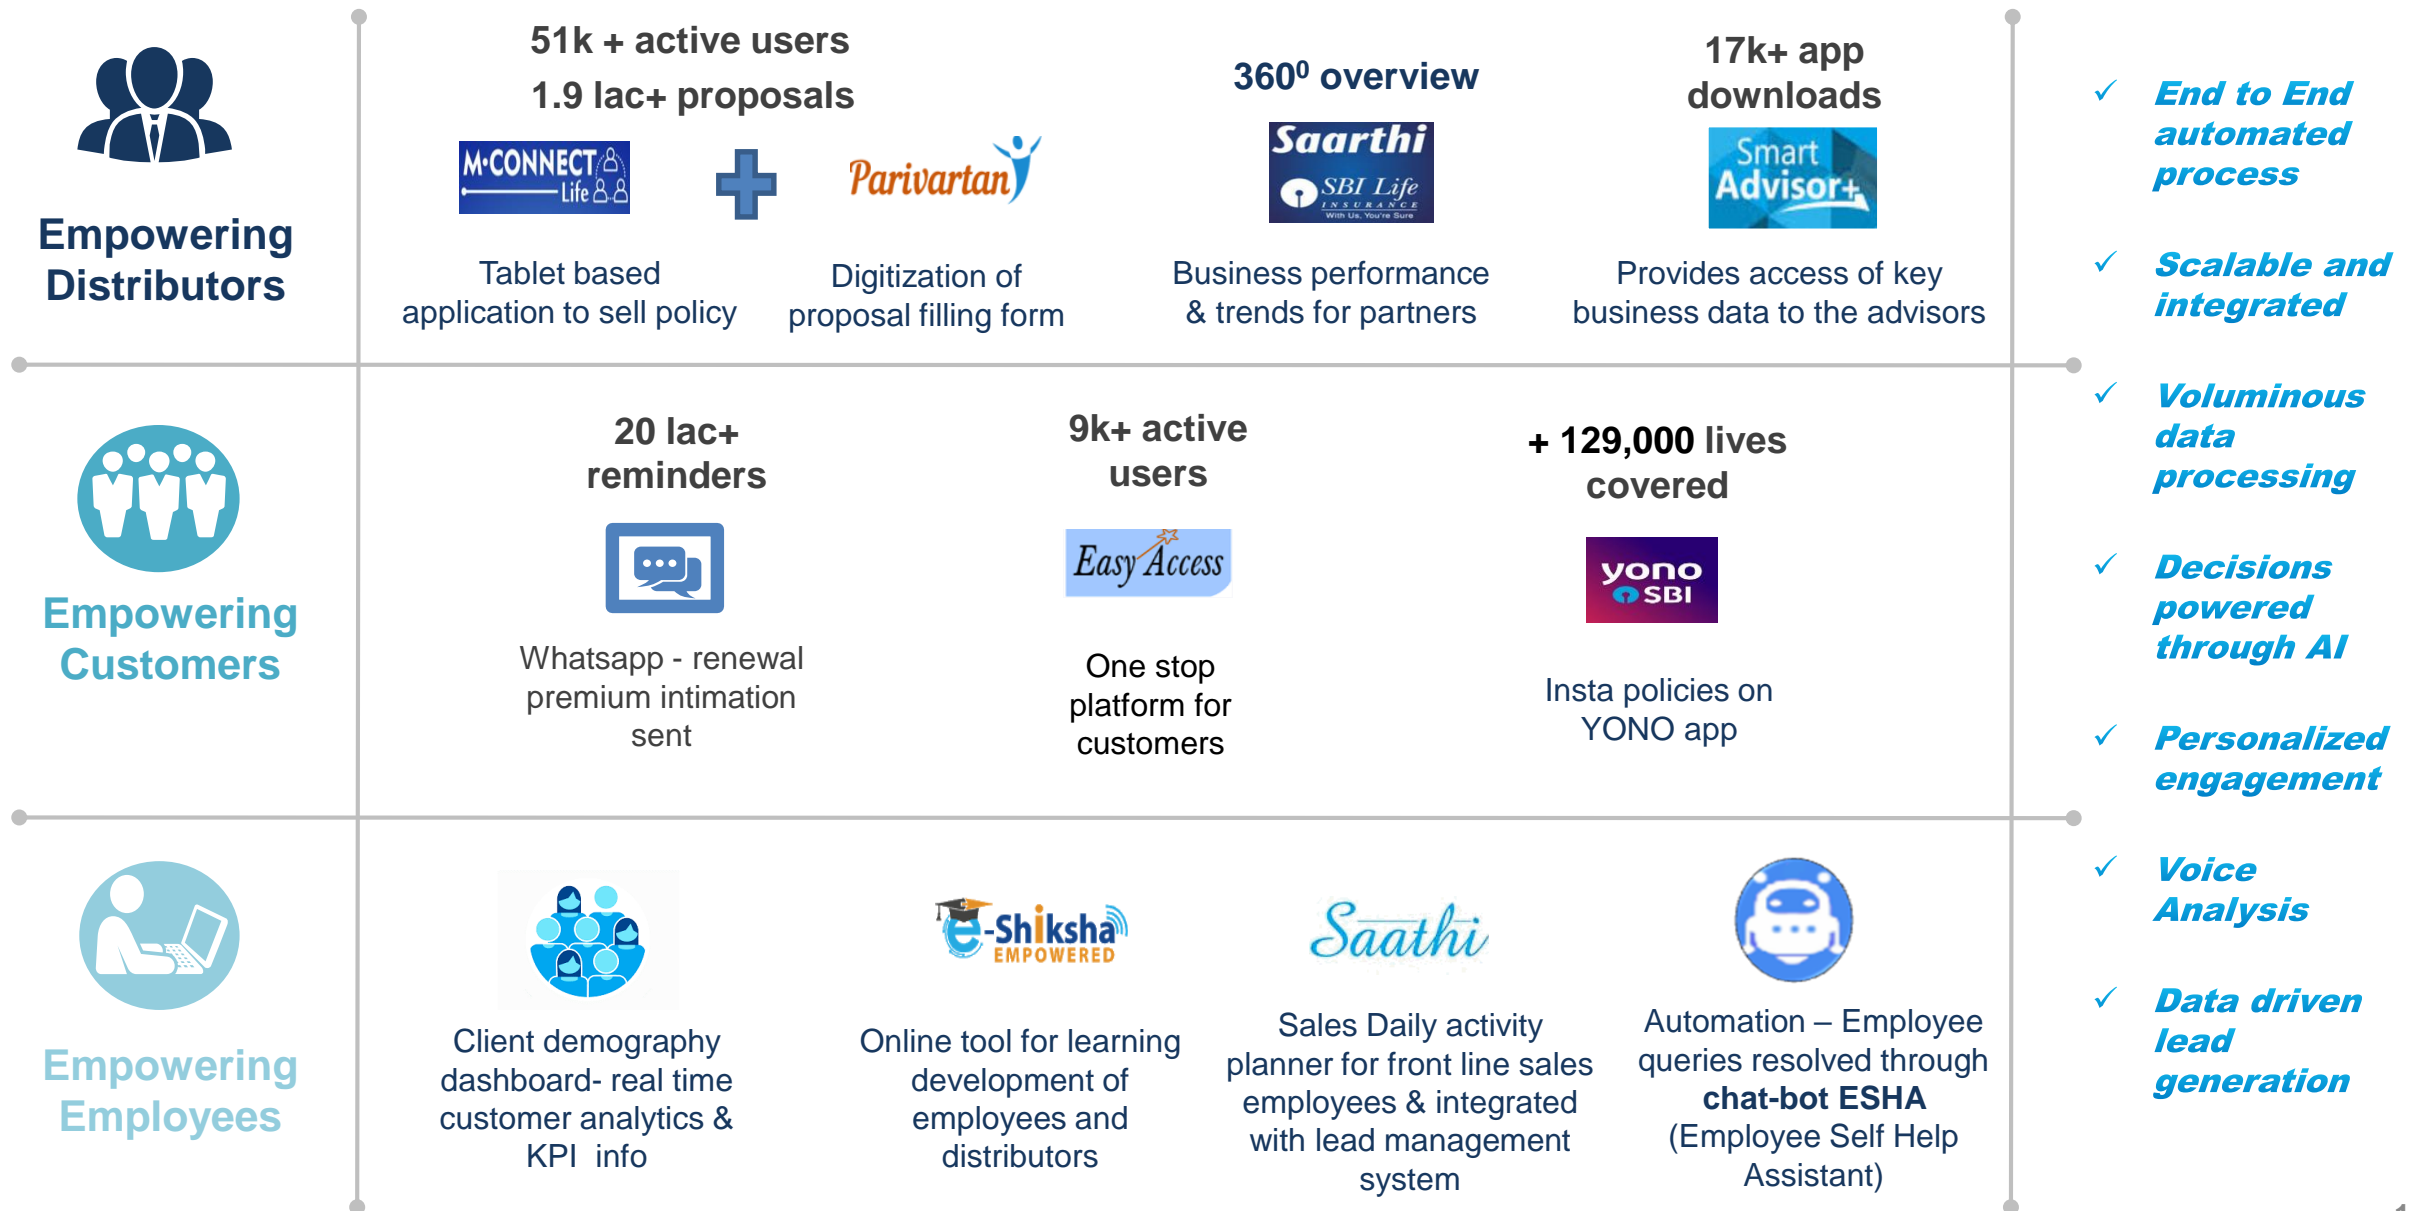 51k + active users
1.9 lac+ proposals
360⁰ overview
17k+ app
downloads
M-CONNECT
Life
Parivartan
Saarthi
SBI Life
INSURANCE
With Us, You're Sure
Smart
Advisor+
Empowering
Distributors
Tablet based
application to sell policy
Digitization of
proposal filling form
Business performance
& trends for partners
Provides access of key
business data to the advisors
20 lac+
reminders
9k+ active
users
+ 129,000 lives
covered
Easy Access
yono
SBI
Empowering
Customers
Whatsapp - renewal
premium intimation
sent
One stop
platform for
customers
Insta policies on
YONO app
e-Shiksha
EMPOWERED
Saathi
Empowering
Employees
Client demography
dashboard- real time
customer analytics &
KPI  info
Online tool for learning
development of
employees and
distributors
Sales Daily activity
planner for front line sales
employees & integrated
with lead management
system
Automation – Employee
queries resolved through
chat-bot ESHA
(Employee Self Help
Assistant)
✓ End to End
automated
process
✓ Scalable and
integrated
✓ Voluminous
data
processing
✓ Decisions
powered
through AI
✓ Personalized
engagement
✓ Voice
Analysis
✓ Data driven
lead
generation